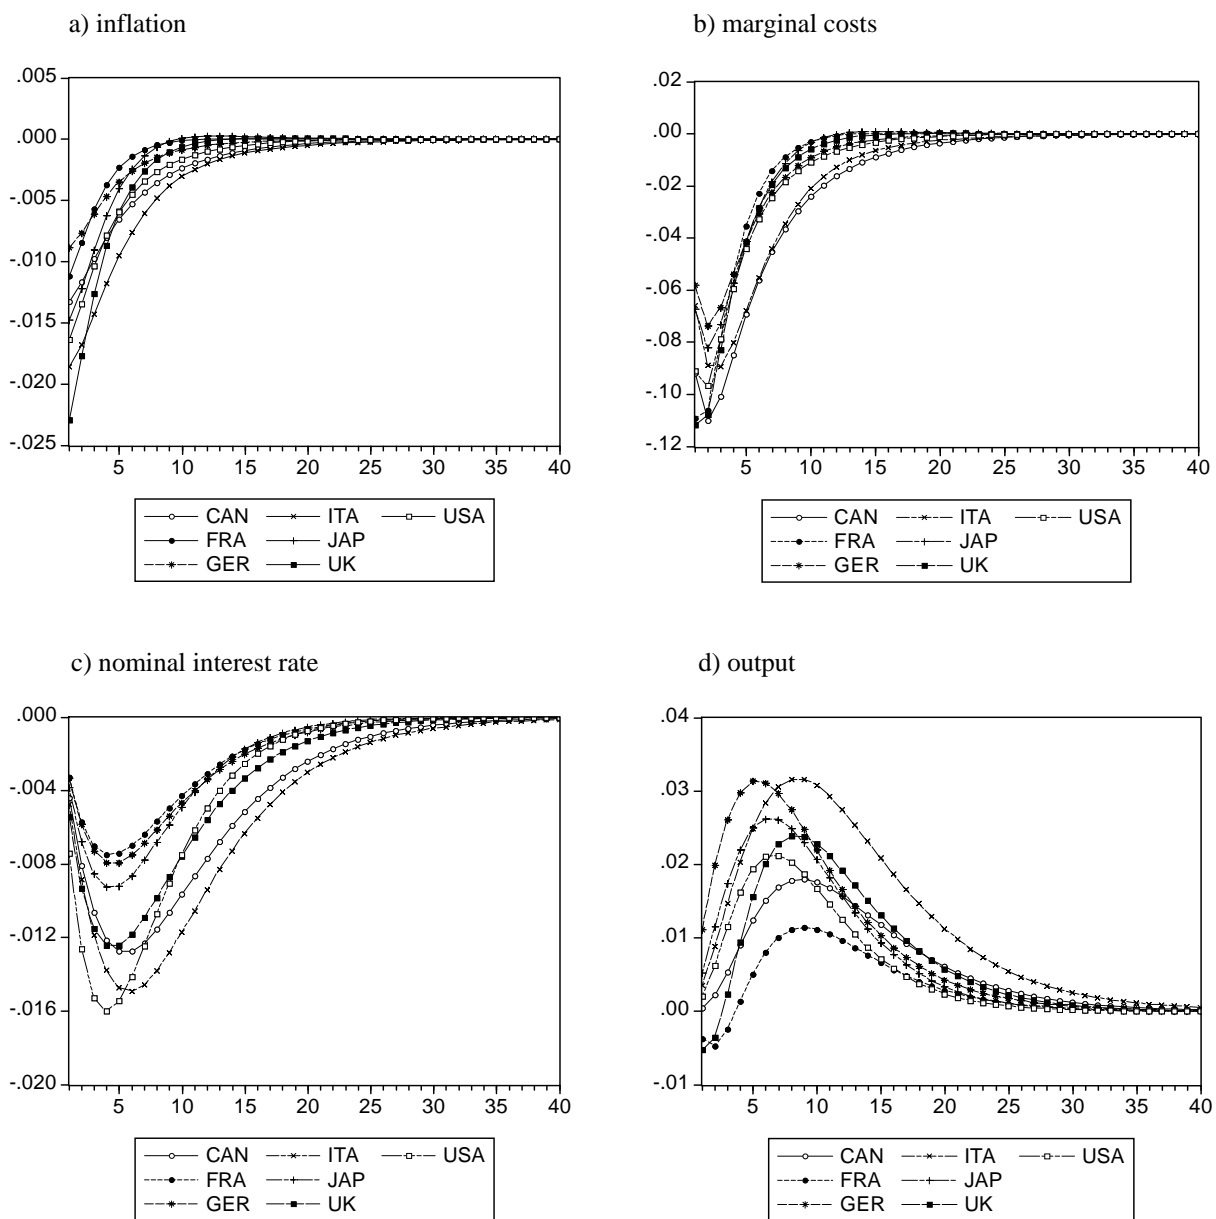 a) inflation
.005
.000
-.005
-.010
-.015
-.020
-.025
5 10 15 20 25 30 35 40
CAN ITA USA
FRA JAP
GER UK
b) marginal costs
.02
.00
-.02
-.04
-.06
-.08
-.10
-.12
5 10 15 20 25 30 35 40
CAN ITA USA
FRA JAP
GER UK
c) nominal interest rate
.000
-.004
-.008
-.012
-.016
-.020
5 10 15 20 25 30 35 40
CAN ITA USA
FRA JAP
GER UK
d) output
.04
.03
.02
.01
.00
-.01
5 10 15 20 25 30 35 40
CAN ITA USA
FRA JAP
GER UK